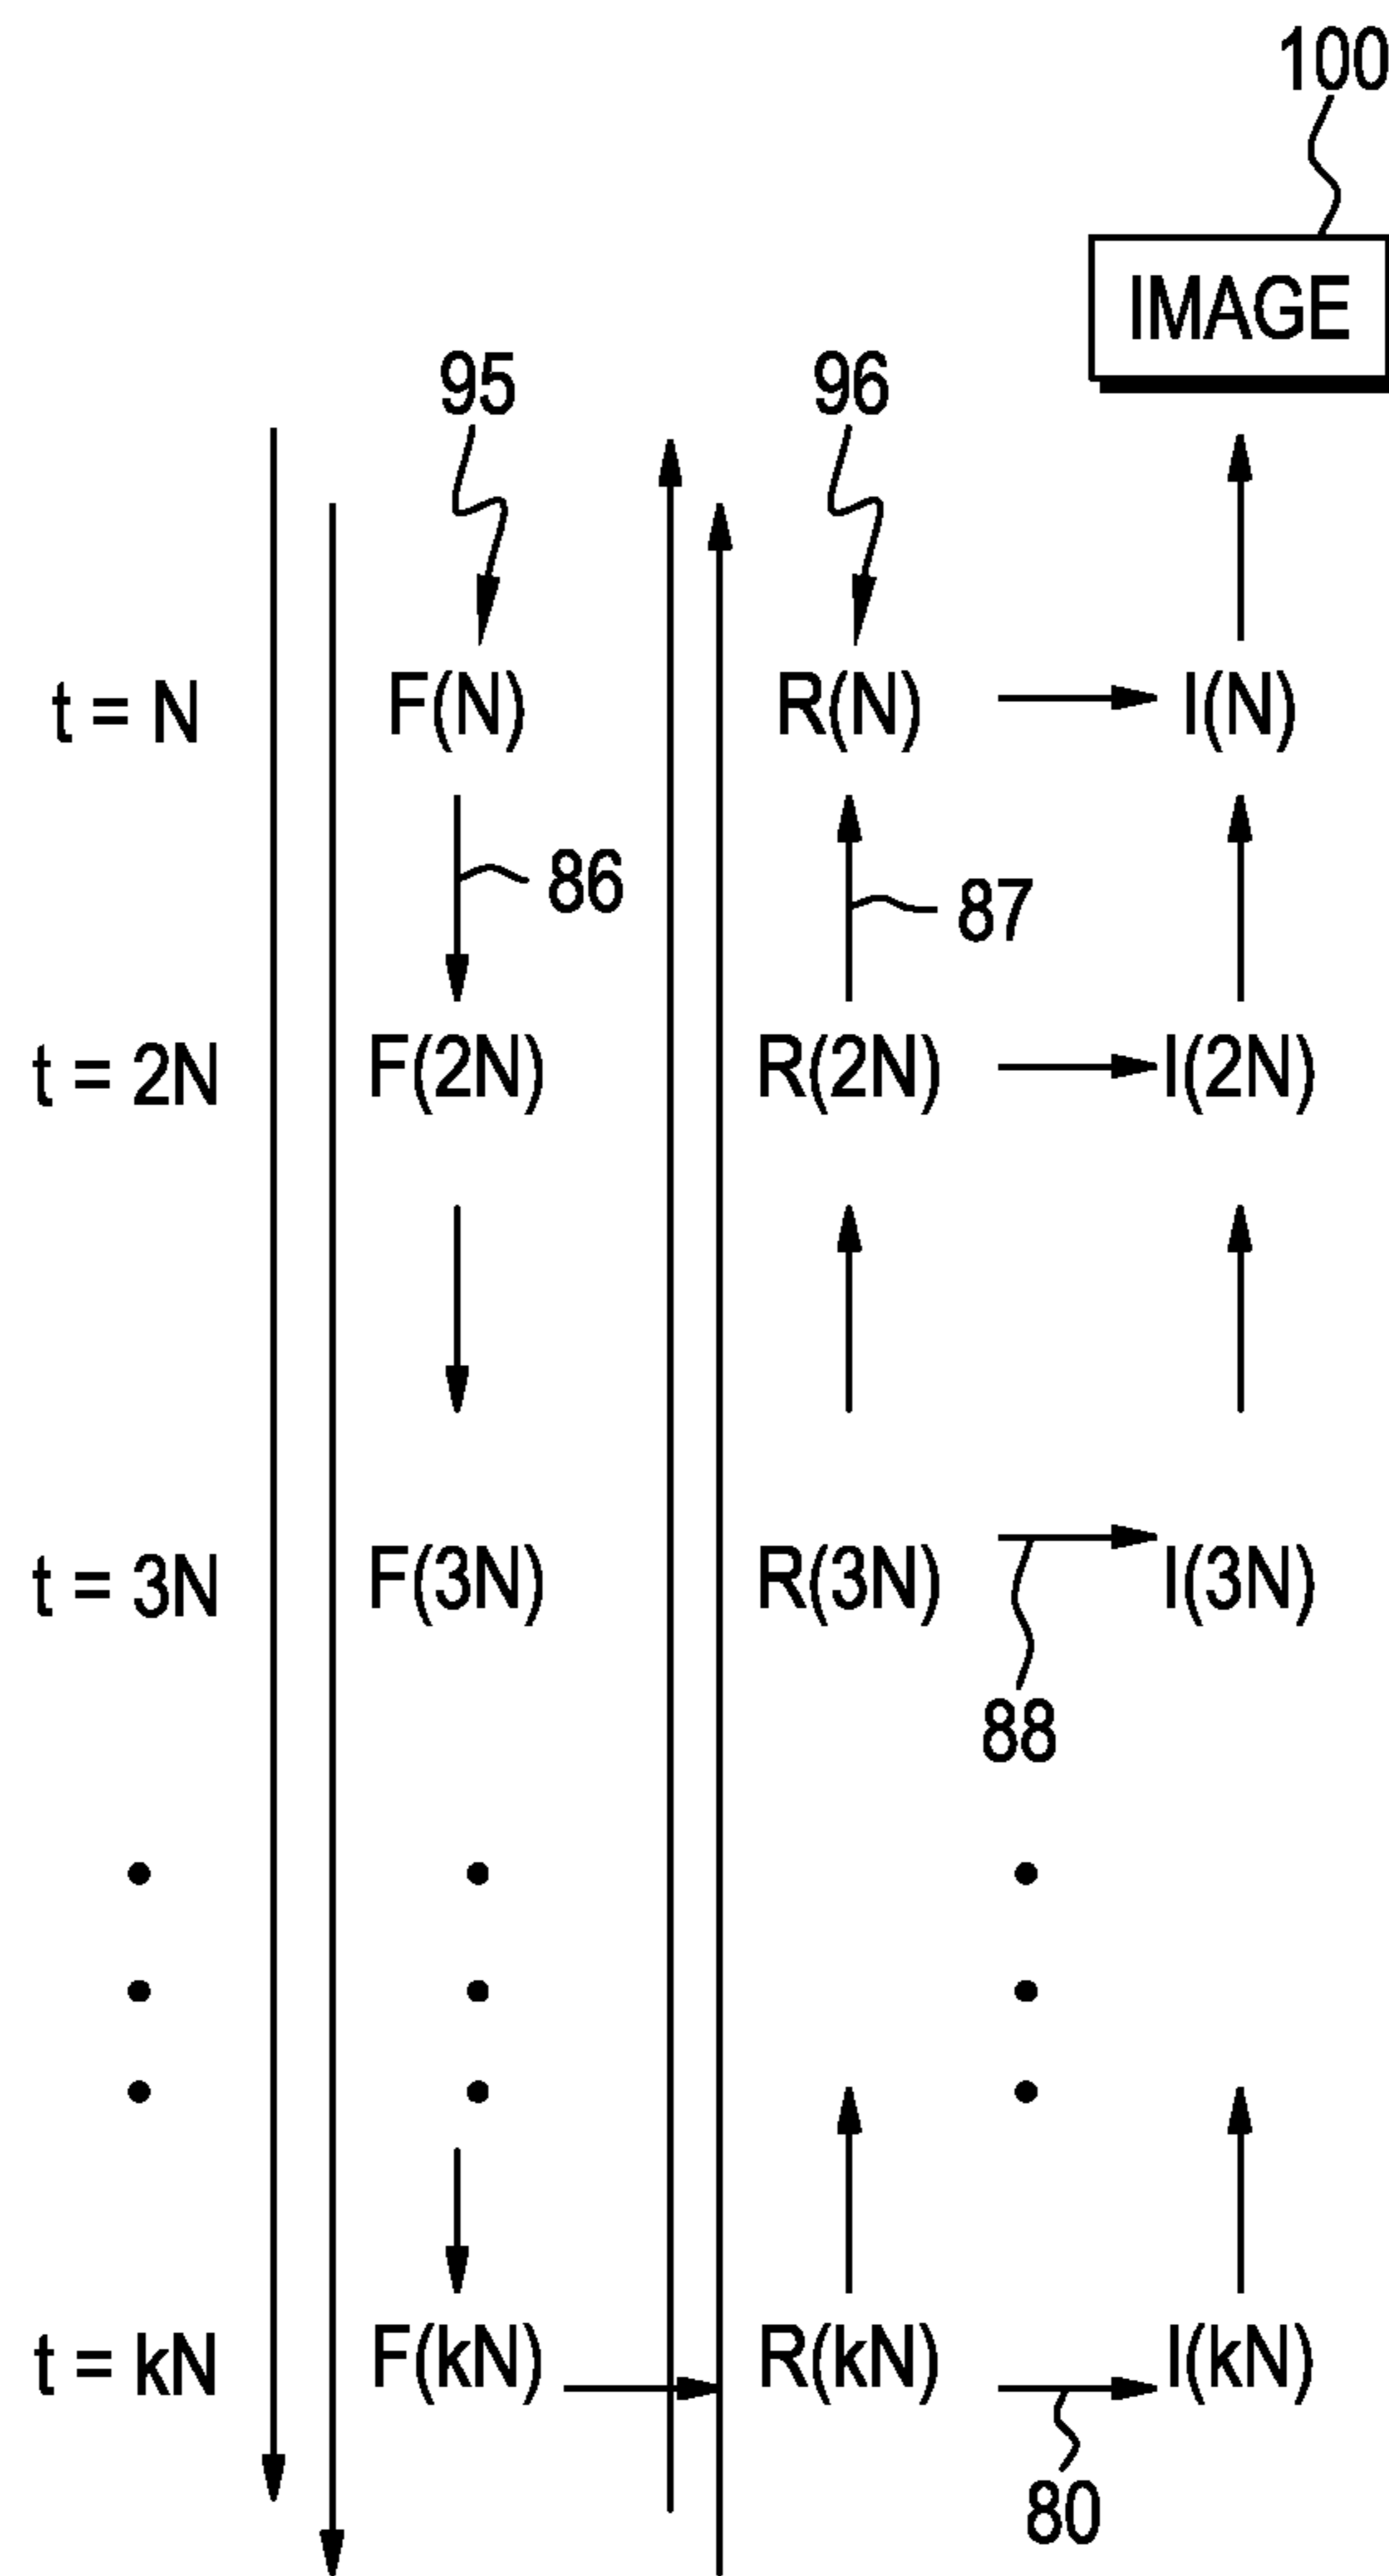 100
IMAGE
95 96
t = N F(N) R(N) I(N)
86 87
t = 2N F(2N) R(2N) I(2N)
t = 3N F(3N) R(3N) I(3N)
88
t = kN F(kN) R(kN) I(kN)
80